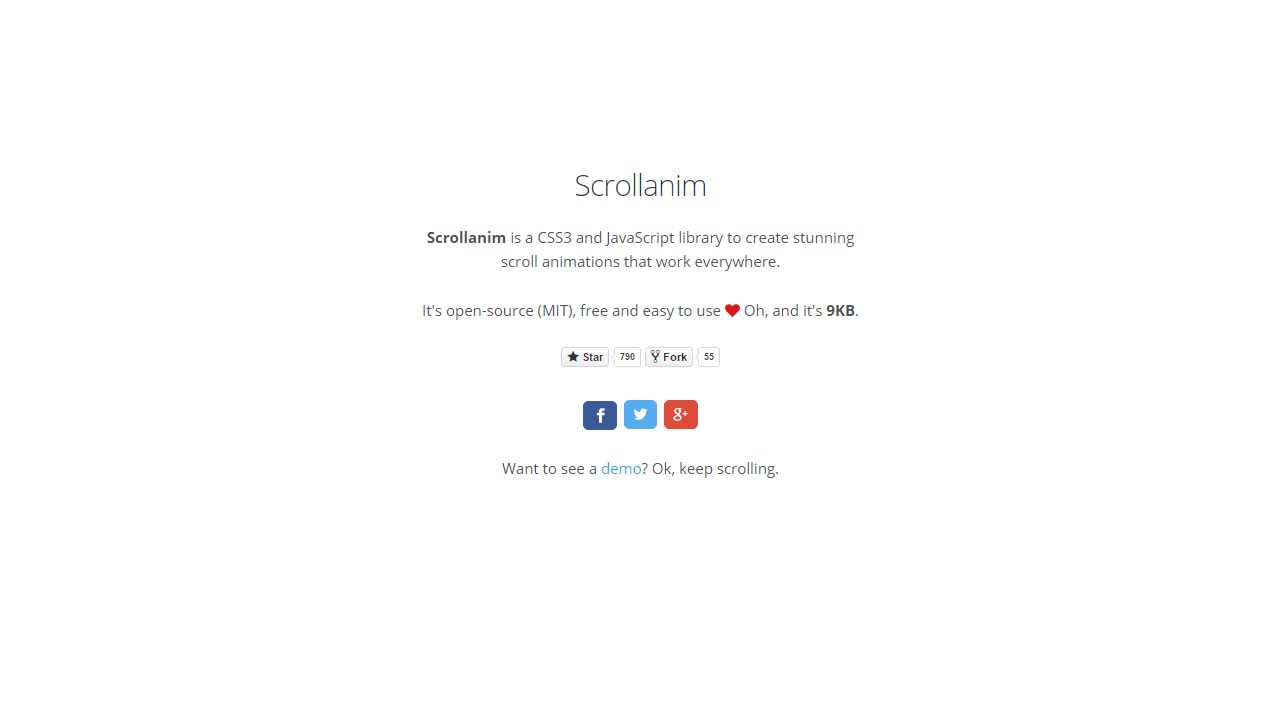 Scrollanim
Scrollanim is a CSS3 and JavaScript library to create stunning
scroll animations that work everywhere.
It's open-source (MIT), free and easy to use ❤ Oh, and it's 9KB.
Star 790 Fork 55
Want to see a demo? Ok, keep scrolling.